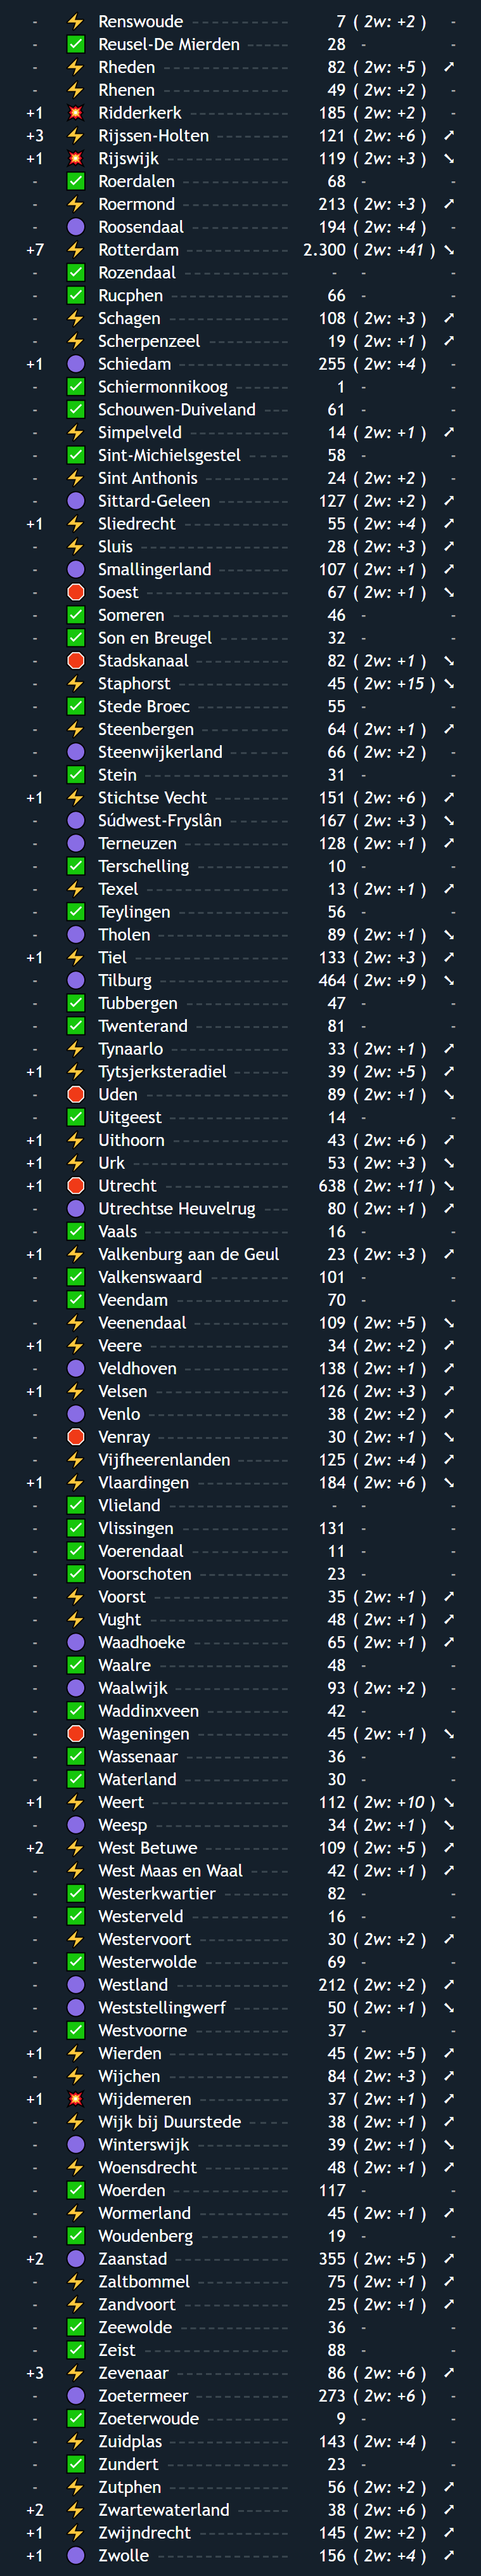 - ⚡ Renswoude ------------ 7 ( 2w: +2 ) -
- ✅ Reusel-De Mierden ------ 28 - -
- ⚡ Rheden ---------------- 82 ( 2w: +5 ) ➚
- ⚡ Rhenen ---------------- 49 ( 2w: +2 ) -
+1 💥 Ridderkerk ------------- 185 ( 2w: +2 ) -
+3 ⚡ Rijssen-Holten ---------- 121 ( 2w: +6 ) ➚
+1 💥 Rijswijk ---------------- 119 ( 2w: +3 ) ➘
- ✅ Roerdalen -------------- 68 - -
- ⚡ Roermond ------------- 213 ( 2w: +3 ) ➚
- 🟣 Roosendaal ------------ 194 ( 2w: +4 ) -
+7 ⚡ Rotterdam ------------- 2.300 ( 2w: +41 ) ➘
- ✅ Rozendaal ------------- - - -
- ✅ Rucphen --------------- 66 - -
- ⚡ Schagen --------------- 108 ( 2w: +3 ) ➚
- ⚡ Scherpenzeel ----------- 19 ( 2w: +1 ) ➚
+1 🟣 Schiedam -------------- 255 ( 2w: +4 ) -
- ✅ Schiermonnikoog ------- 1 - -
- ✅ Schouwen-Duiveland ---- 61 - -
- ⚡ Simpelveld ------------- 14 ( 2w: +1 ) ➚
- ✅ Sint-Michielsgestel ------ 58 - -
- ⚡ Sint Anthonis ----------- 24 ( 2w: +2 ) -
- 🟣 Sittard-Geleen ---------- 127 ( 2w: +2 ) ➚
+1 ⚡ Sliedrecht ------------- 55 ( 2w: +4 ) ➚
- ⚡ Sluis ------------------- 28 ( 2w: +3 ) ➚
- 🟣 Smallingerland --------- 107 ( 2w: +1 ) ➚
- 🛑 Soest ------------------ 67 ( 2w: +1 ) ➘
- ✅ Someren --------------- 46 - -
- ✅ Son en Breugel --------- 32 - -
- 🛑 Stadskanaal ------------ 82 ( 2w: +1 ) ➘
- ⚡ Staphorst -------------- 45 ( 2w: +15 ) ➘
- ✅ Stede Broec ------------ 55 - -
- ⚡ Steenbergen ----------- 64 ( 2w: +1 ) ➚
- 🟣 Steenwijkerland -------- 66 ( 2w: +2 ) -
- ✅ Stein ------------------ 31 - -
+1 ⚡ Stichtse Vecht ---------- 151 ( 2w: +6 ) ➚
- 🟣 Súdwest-Fryslân -------- 167 ( 2w: +3 ) ➘
- 🟣 Terneuzen ------------- 128 ( 2w: +1 ) ➚
- ✅ Terschelling ------------ 10 - -
- ⚡ Texel ------------------ 13 ( 2w: +1 ) ➚
- ✅ Teylingen -------------- 56 - -
- 🟣 Tholen ---------------- 89 ( 2w: +1 ) ➘
+1 ⚡ Tiel -------------------- 133 ( 2w: +3 ) ➚
- 🟣 Tilburg ---------------- 464 ( 2w: +9 ) ➘
- ✅ Tubbergen ------------- 47 - -
- ✅ Twenterand ------------ 81 - -
- ⚡ Tynaarlo --------------- 33 ( 2w: +1 ) ➚
+1 ⚡ Tytsjerksteradiel ------- 39 ( 2w: +5 ) ➚
- 🛑 Uden ------------------ 89 ( 2w: +1 ) ➘
- ✅ Uitgeest --------------- 14 - -
+1 ⚡ Uithoorn -------------- 43 ( 2w: +6 ) ➚
+1 ⚡ Urk -------------------- 53 ( 2w: +3 ) ➘
+1 🛑 Utrecht ---------------- 638 ( 2w: +11 ) ➘
- 🟣 Utrechtse Heuvelrug ---- 80 ( 2w: +1 ) ➚
- ✅ Vaals ------------------ 16 - -
+1 ⚡ Valkenburg aan de Geul 23 ( 2w: +3 ) ➚
- ✅ Valkenswaard ---------- 101 - -
- ✅ Veendam -------------- 70 - -
- ⚡ Veenendaal ------------ 109 ( 2w: +5 ) ➘
+1 ⚡ Veere ------------------ 34 ( 2w: +2 ) ➚
- 🟣 Veldhoven ------------- 138 ( 2w: +1 ) ➚
+1 ⚡ Velsen ----------------- 126 ( 2w: +3 ) ➚
- 🟣 Venlo ------------------ 38 ( 2w: +2 ) ➚
- 🛑 Venray ---------------- 30 ( 2w: +1 ) ➘
- ⚡ Vijfheerenlanden ------- 125 ( 2w: +4 ) ➚
+1 ⚡ Vlaardingen ------------ 184 ( 2w: +6 ) ➘
- ✅ Vlieland ---------------- - - -
- ✅ Vlissingen ------------- 131 - -
- ✅ Voerendaal ------------ 11 - -
- ✅ Voorschoten ----------- 23 - -
- ⚡ Voorst ----------------- 35 ( 2w: +1 ) ➚
- ⚡ Vught ----------------- 48 ( 2w: +1 ) ➚
- 🟣 Waadhoeke ------------ 65 ( 2w: +1 ) ➚
- ✅ Waalre ---------------- 48 - -
- 🟣 Waalwijk -------------- 93 ( 2w: +2 ) -
- ✅ Waddinxveen ---------- 42 - -
- 🛑 Wageningen ----------- 45 ( 2w: +1 ) ➘
- ✅ Wassenaar ------------- 36 - -
- ✅ Waterland ------------- 30 - -
+1 ⚡ Weert ----------------- 112 ( 2w: +10 ) ➘
- 🟣 Weesp ----------------- 34 ( 2w: +1 ) ➘
+2 ⚡ West Betuwe ----------- 109 ( 2w: +5 ) ➚
- ⚡ West Maas en Waal ----- 42 ( 2w: +1 ) ➚
- ✅ Westerkwartier -------- 82 - -
- ✅ Westerveld ------------ 16 - -
- ⚡ Westervoort ----------- 30 ( 2w: +2 ) ➚
- ✅ Westerwolde ---------- 69 - -
- 🟣 Westland -------------- 212 ( 2w: +2 ) ➚
- 🟣 Weststellingwerf ------- 50 ( 2w: +1 ) ➘
- ✅ Westvoorne ------------ 37 - -
+1 ⚡ Wierden --------------- 45 ( 2w: +5 ) ➚
- ⚡ Wijchen --------------- 84 ( 2w: +3 ) ➚
+1 💥 Wijdemeren ----------- 37 ( 2w: +1 ) ➚
- ⚡ Wijk bij Duurstede ----- 38 ( 2w: +1 ) ➚
- 🟣 Winterswijk ------------ 39 ( 2w: +1 ) ➘
- ⚡ Woensdrecht ---------- 48 ( 2w: +1 ) ➚
- ✅ Woerden -------------- 117 - -
- ⚡ Wormerland ----------- 45 ( 2w: +1 ) ➚
- ✅ Woudenberg ----------- 19 - -
+2 🟣 Zaanstad -------------- 355 ( 2w: +5 ) ➚
- ⚡ Zaltbommel ------------ 75 ( 2w: +1 ) ➚
- ⚡ Zandvoort ------------- 25 ( 2w: +1 ) ➚
- ✅ Zeewolde -------------- 36 - -
- ✅ Zeist ------------------ 88 - -
+3 ⚡ Zevenaar -------------- 86 ( 2w: +6 ) ➚
- 🟣 Zoetermeer ------------ 273 ( 2w: +6 ) -
- ✅ Zoeterwoude ----------- 9 - -
- ⚡ Zuidplas --------------- 143 ( 2w: +4 ) -
- ✅ Zundert --------------- 23 - -
- ⚡ Zutphen --------------- 56 ( 2w: +2 ) ➚
+2 ⚡ Zwartewaterland ------- 38 ( 2w: +6 ) ➚
+1 ⚡ Zwijndrecht ------------ 145 ( 2w: +2 ) ➚
+1 🟣 Zwolle ----------------- 156 ( 2w: +4 ) ➚